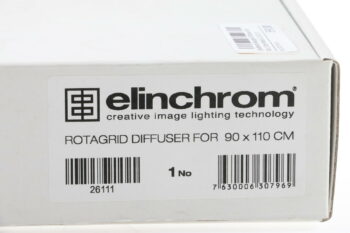 elinchrom®
creative image lighting technology
ROTAGRID DIFFUSER FOR 90 x 110 CM
1 No
26111
7 630006 307969